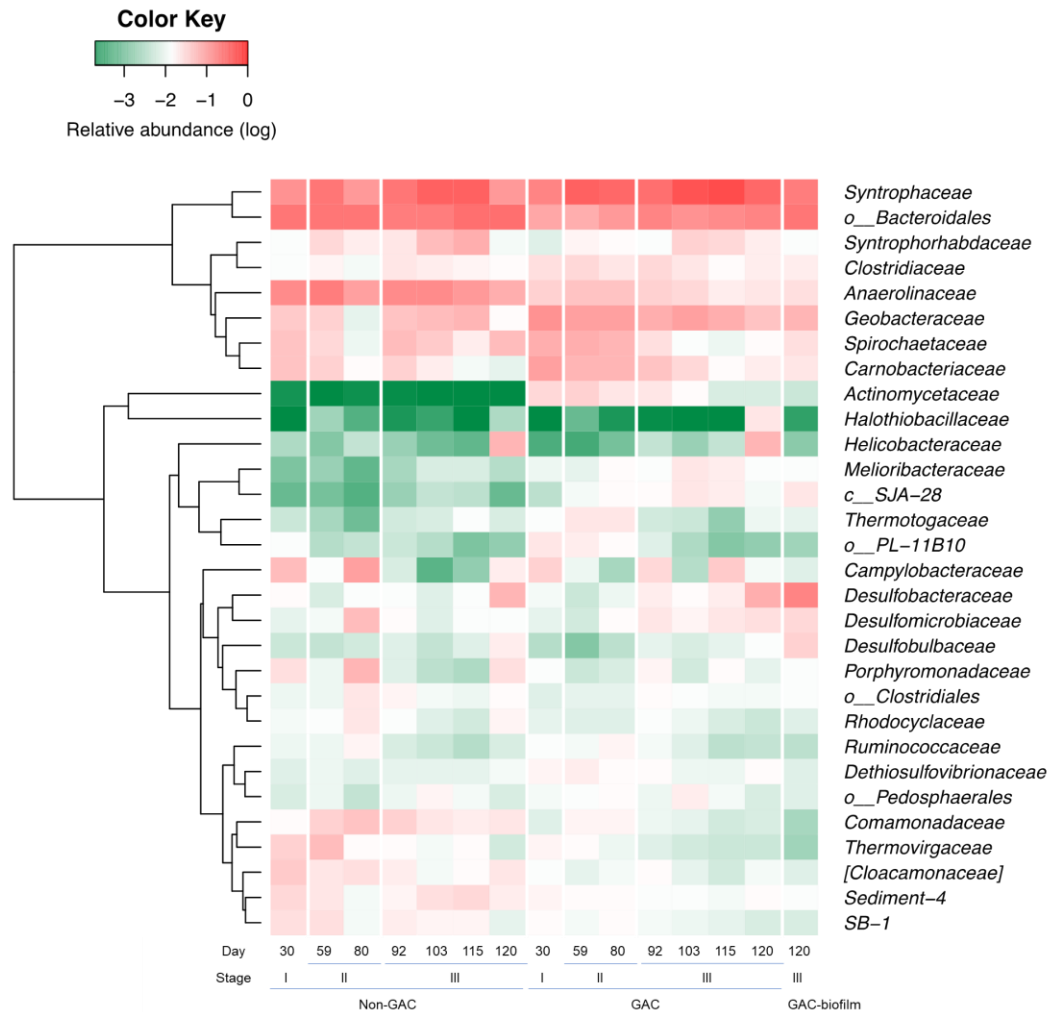 Color Key
−3 −2 −1 0
Relative abundance (log)
Syntrophaceae
o__Bacteroidales
Syntrophorhabdaceae
Clostridiaceae
Anaerolinaceae
Geobacteraceae
Spirochaetaceae
Carnobacteriaceae
Actinomycetaceae
Halothiobacillaceae
Helicobacteraceae
Melioribacteraceae
c__SJA−28
Thermotogaceae
o__PL−11B10
Campylobacteraceae
Desulfobacteraceae
Desulfomicrobiaceae
Desulfobulbaceae
Porphyromonadaceae
o__Clostridiales
Rhodocyclaceae
Ruminococcaceae
Dethiosulfovibrionaceae
o__Pedosphaerales
Comamonadaceae
Thermovirgaceae
[Cloacamonaceae]
Sediment−4
SB−1
Day 30 59 80 92 103 115 120 30 59 80 92 103 115 120 120
Stage I II III I II III III
Non-GAC GAC GAC-biofilm